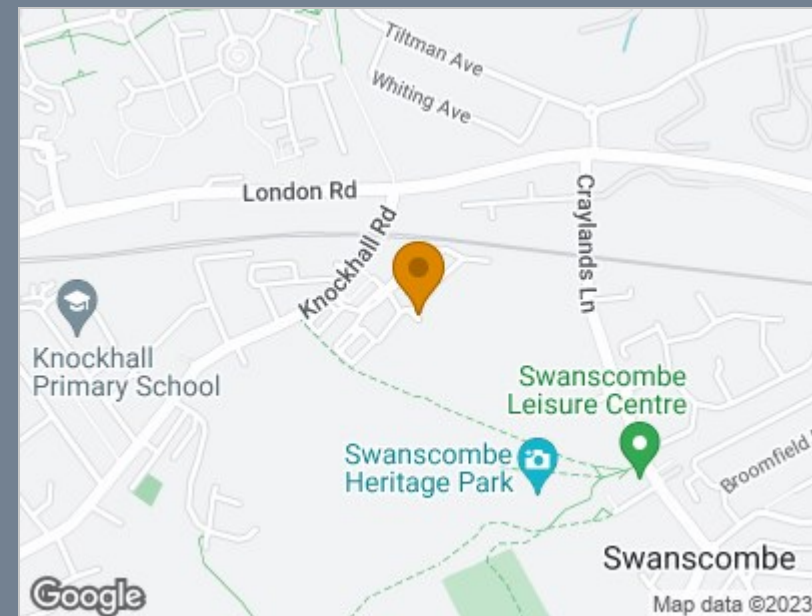 Tiltman Ave
Whiting Ave
London Rd
Knockhall Rd
Craylands Ln
Knockhall
Primary School
Swanscombe
Leisure Centre
Swanscombe
Heritage Park
Broomfield
Swanscombe
Google
Map data ©2023